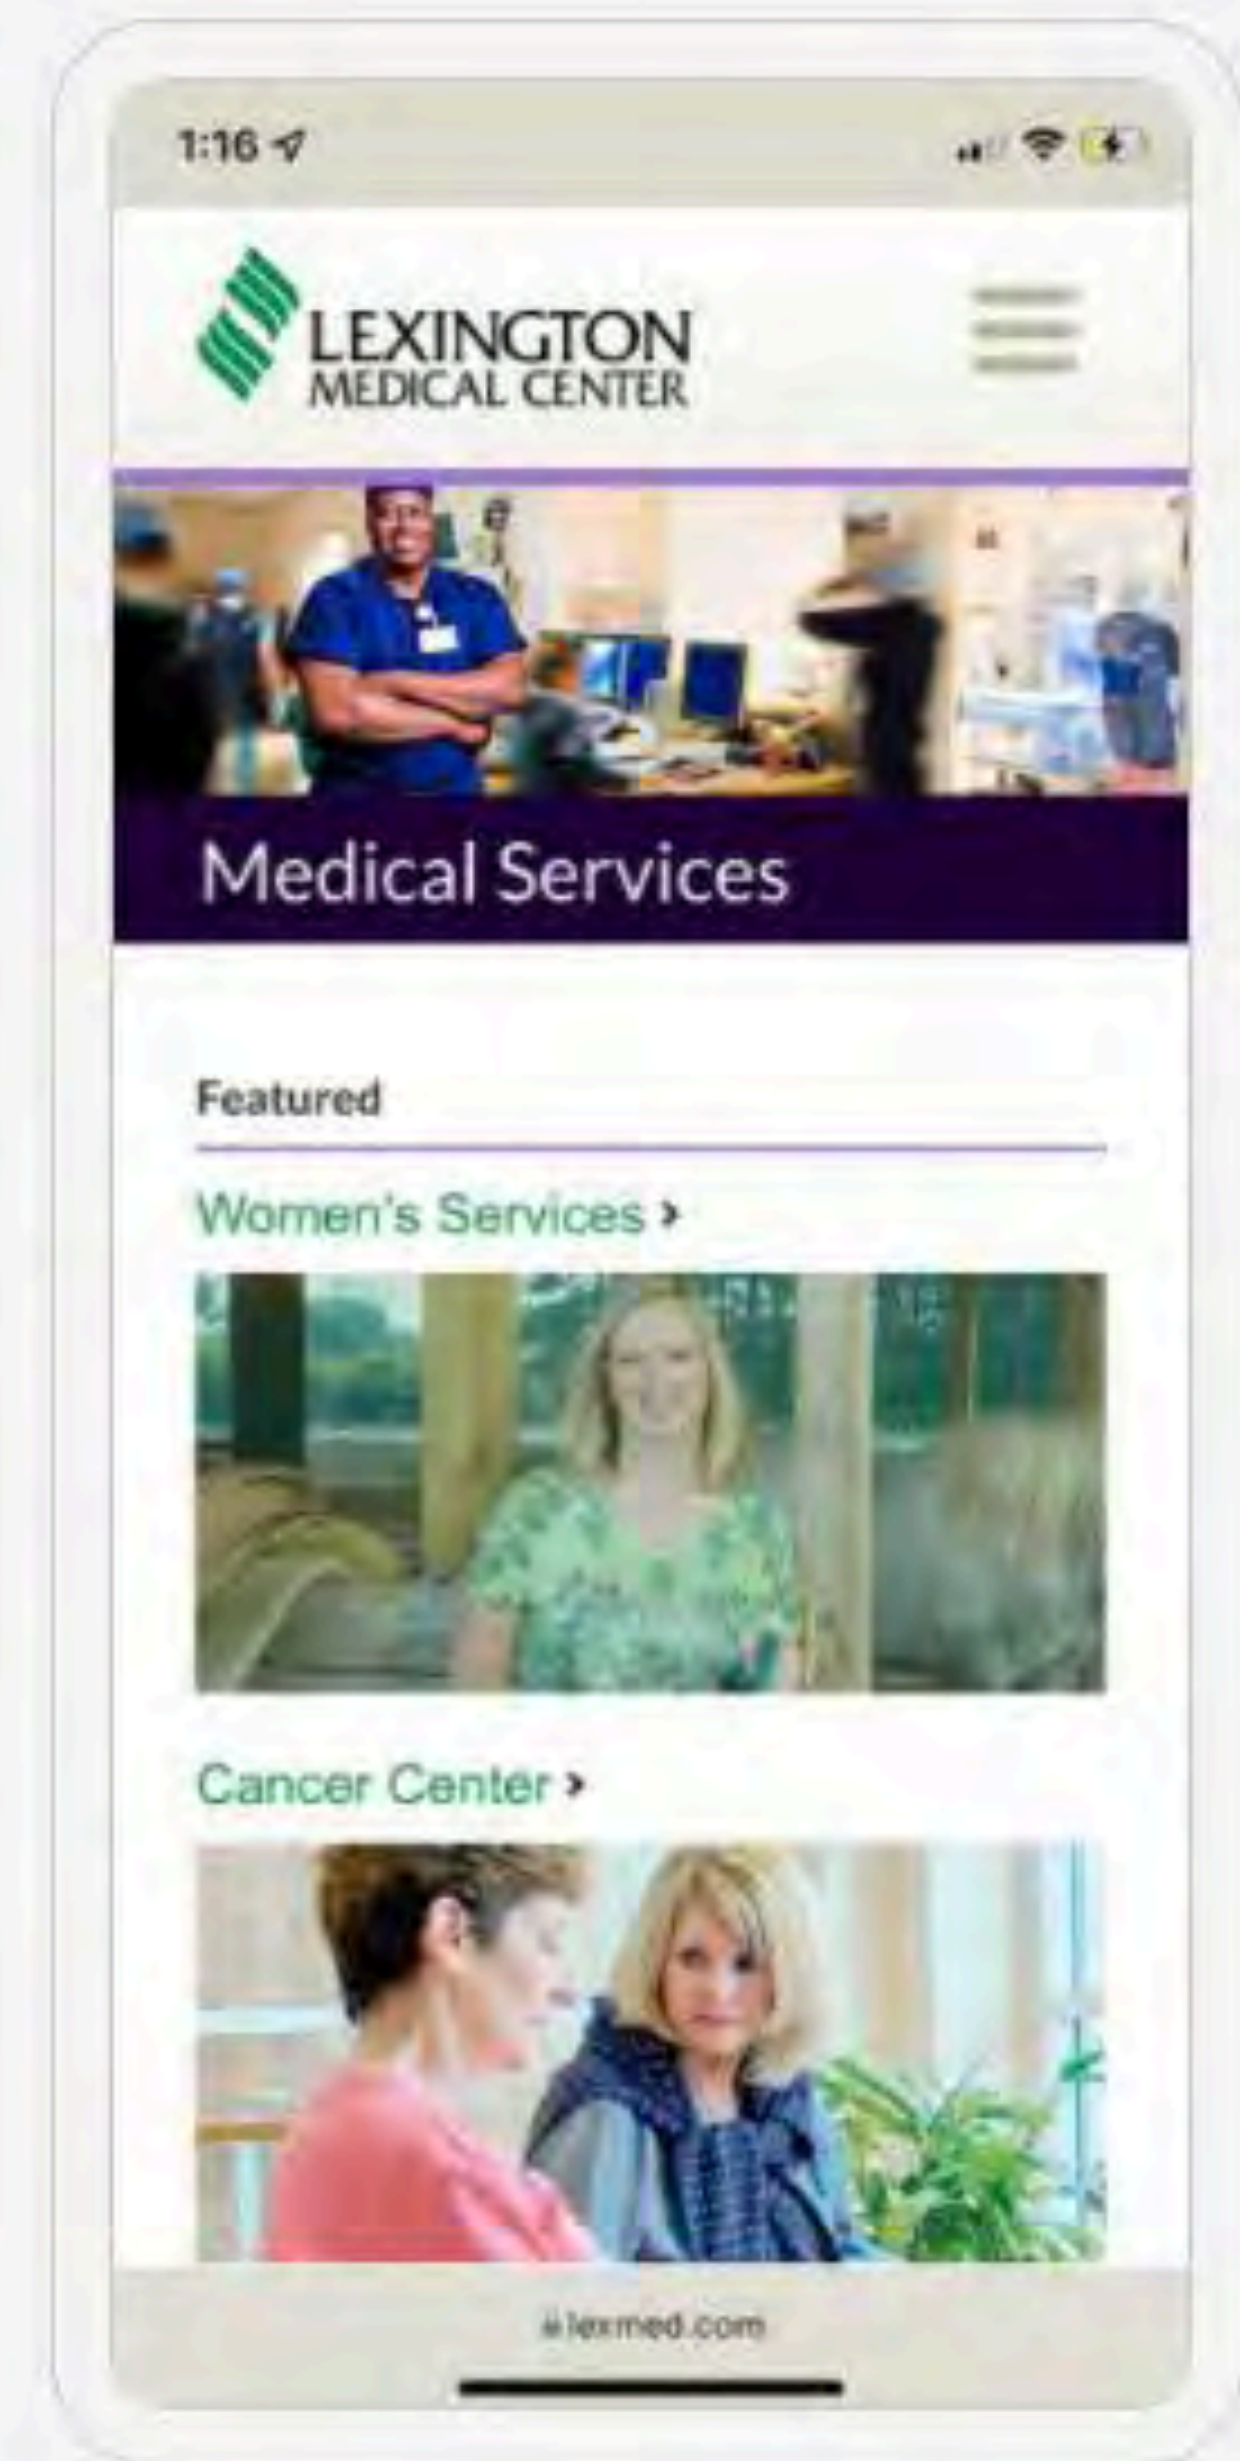 1:16
LEXINGTON
MEDICAL CENTER
Medical Services
Featured
Women's Services >
Cancer Center >
lexmed.com